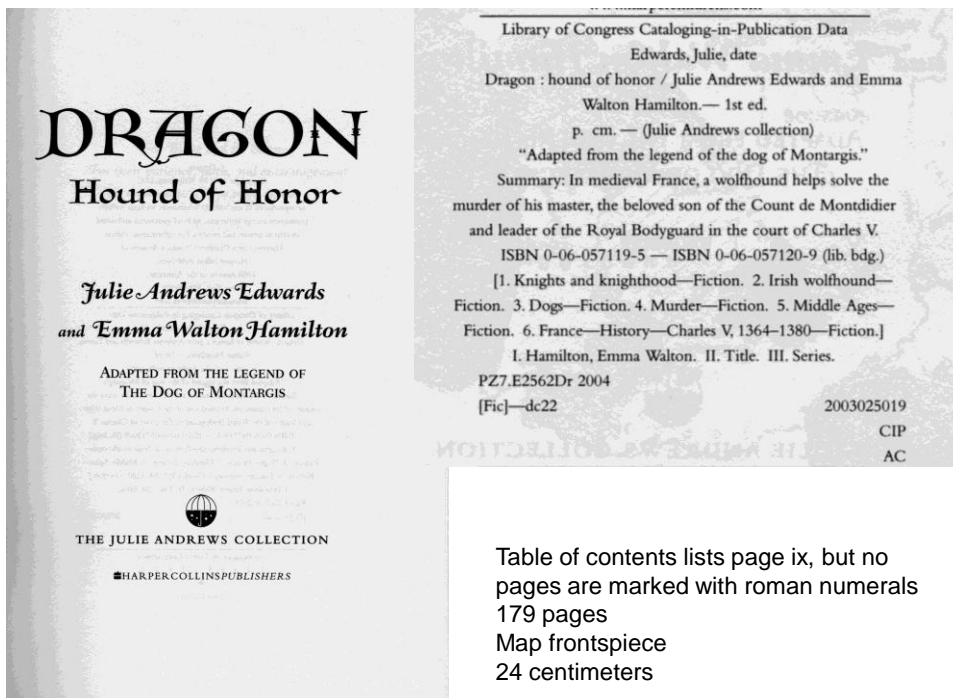 DRAGON
Hound of Honor
Julie Andrews Edwards
and Emma Walton Hamilton
ADAPTED FROM THE LEGEND OF
THE DOG OF MONTARGIS
THE JULIE ANDREWS COLLECTION
HARPERCOLLINSPUBLISHERS
Library of Congress Cataloging-in-Publication Data
Edwards, Julie, date
Dragon : hound of honor / Julie Andrews Edwards and Emma
Walton Hamilton.— 1st ed.
p. cm. — (Julie Andrews collection)
“Adapted from the legend of the dog of Montargis.”
Summary: In medieval France, a wolfhound helps solve the
murder of his master, the beloved son of the Count de Montdidier
and leader of the Royal Bodyguard in the court of Charles V.
ISBN 0-06-057119-5 — ISBN 0-06-057120-9 (lib. bdg.)
[1. Knights and knighthood—Fiction. 2. Irish wolfhound—
Fiction. 3. Dogs—Fiction. 4. Murder—Fiction. 5. Middle Ages—
Fiction. 6. France—History—Charles V, 1364–1380—Fiction.]
I. Hamilton, Emma Walton. II. Title. III. Series.
PZ7.E2562Dr 2004
[Fic]—dc22 2003025019
CIP
AC
Table of contents lists page ix, but no
pages are marked with roman numerals
179 pages
Map frontspiece
24 centimeters